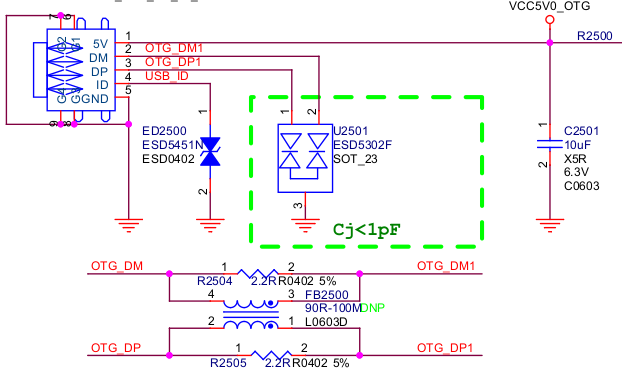 VCC5V0_OTG
R2500
7
6
G2
G1
5V 1
DM 2 OTG_DM1
DP 3 OTG_DP1
ID 4 USB_ID
GND 5
9
8
1
ED2500
ESD5451N
ESD0402
2
1
2
U2501
ESD5302F
SOT_23
3
Cj<1pF
1
C2501
10uF
X5R
6.3V
C0603
2
OTG_DM
1
2
OTG_DM1
R2504
2.2R
R0402 5%
4
3
FB2500
90R-100M
DNP
2
1
L0603D
OTG_DP
1
2
OTG_DP1
R2505
2.2R
R0402 5%